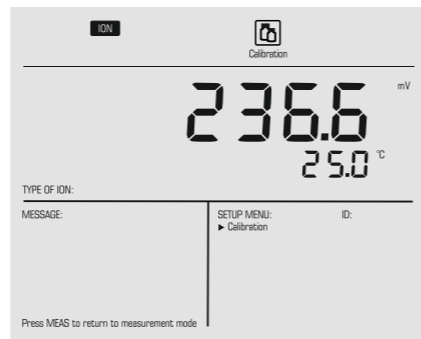 ION
Calibration
236.6 mV
25.0 °C
TYPE OF ION:
MESSAGE:
SETUP MENU: ID:
► Calibration
Press MEAS to return to measurement mode